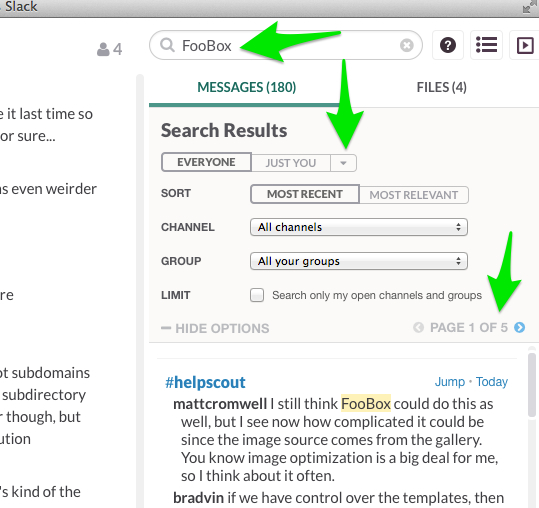 Slack
4
FooBox
e it last time so
or sure...
as even weirder
re
ot subdomains
subdirectory
r though, but
ution
's kind of the
MESSAGES (180)
FILES (4)
Search Results
EVERYONE JUST YOU
SORT MOST RECENT MOST RELEVANT
CHANNEL All channels
GROUP All your groups
LIMIT Search only my open channels and groups
HIDE OPTIONS PAGE 1 OF 5
#helpscout Jump · Today
mattcromwell I still think FooBox could do this as
well, but I see now how complicated it could be
since the image source comes from the gallery.
You know image optimization is a big deal for me,
so I think about it often.
bradvin if we have control over the templates, then